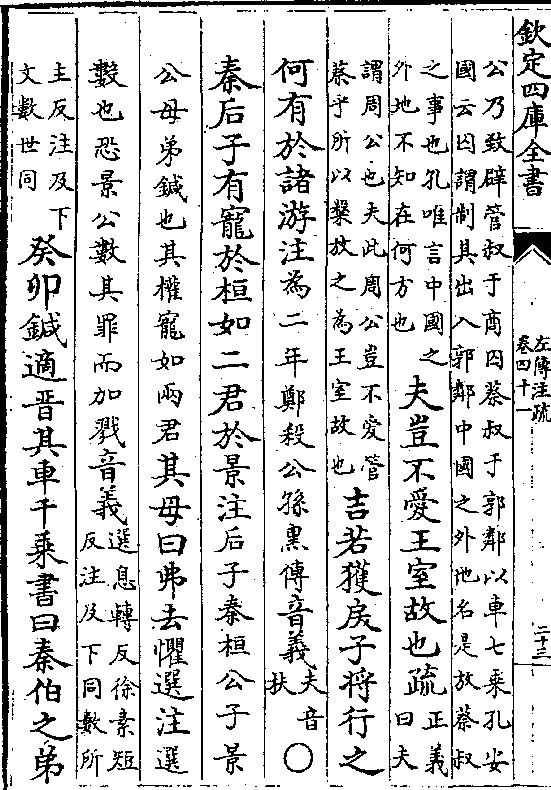 欽定四庫全書
左傳注疏
卷四十一
二十三
公乃致辟管叔于商囚蔡叔于郭鄰以車七乘孔安
國云囚謂制其出入郭鄰中國之外地名是放蔡叔
之事也孔唯言中國之
外地不知在何方也
夫豈不愛王室故也疏
正義
曰夫
謂周公也夫此周公豈不愛管
蔡乎所以槃放之為王室故也
吉若獲戾子将行之
何有於諸游注為二年鄭殺公孫黒傳音義
夫音
扶
〇
秦后子有寵於桓如二君於景注后子秦桓公子景
公母弟鍼也其權寵如兩君其母曰弗去懼選注選
數也恐景公數其罪而加戮音義
選息轉反徐素短
反注及下同數所
主反注及下
文數世同
癸卯鍼適晉其車千乘書曰秦伯之弟